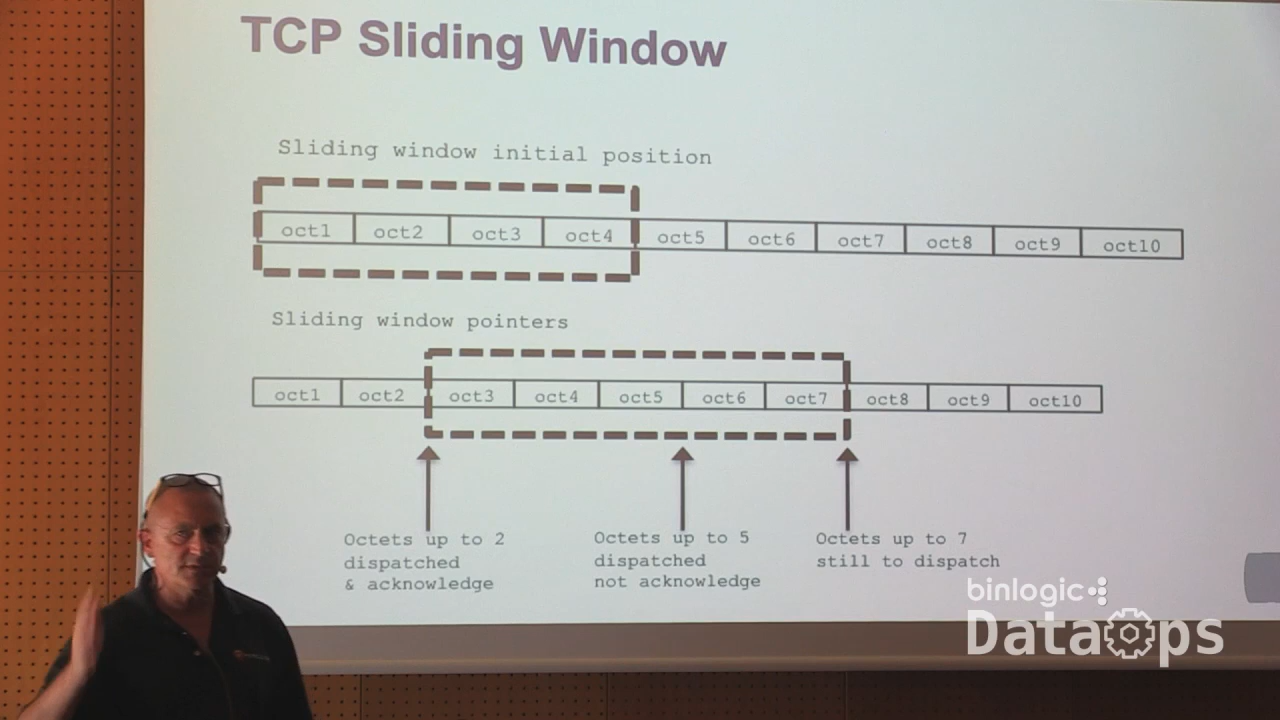 TCP Sliding Window
Sliding window initial position
oct1 oct2 oct3 oct4 oct5 oct6 oct7 oct8 oct9 oct10
Sliding window pointers
oct1 oct2 oct3 oct4 oct5 oct6 oct7 oct8 oct9 oct10
Octets up to 2
dispatched
& acknowledge
Octets up to 5
dispatched
not acknowledge
Octets up to 7
still to dispatch
binlogic
DataOps